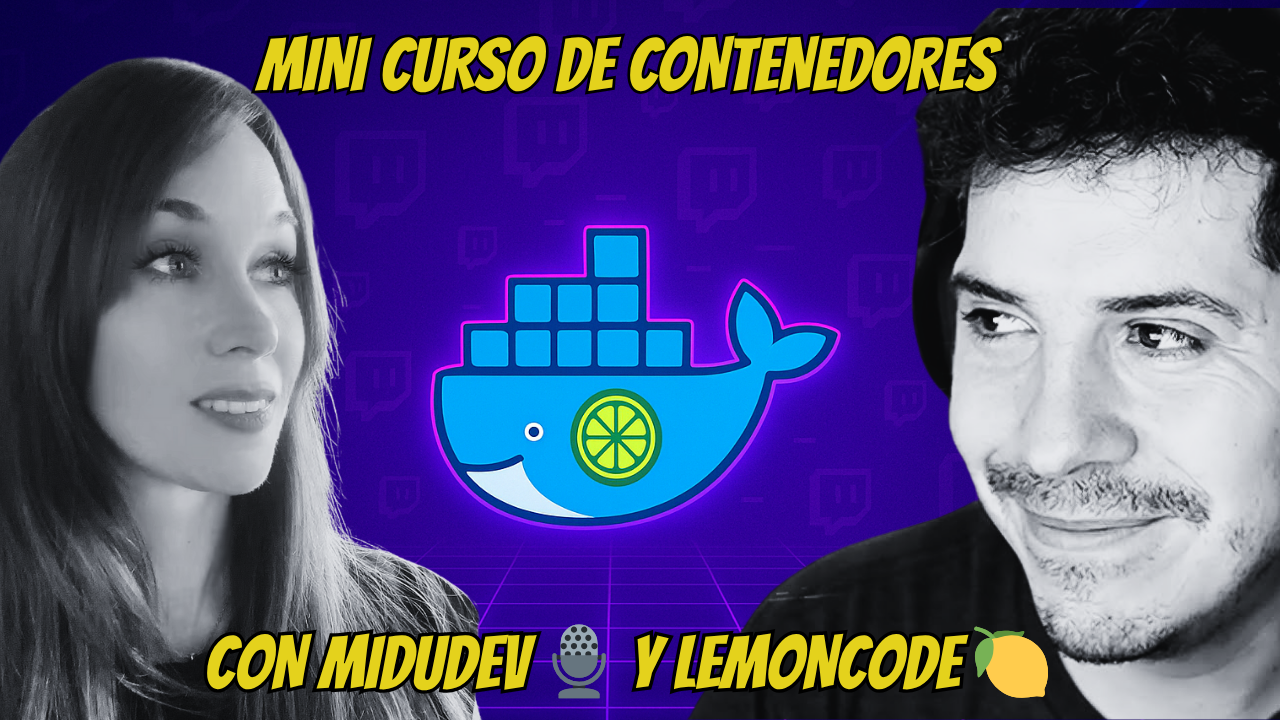 MINI CURSO DE CONTENEDORES
CON MIDUDEV 🎙️ Y LEMONCODE🍋